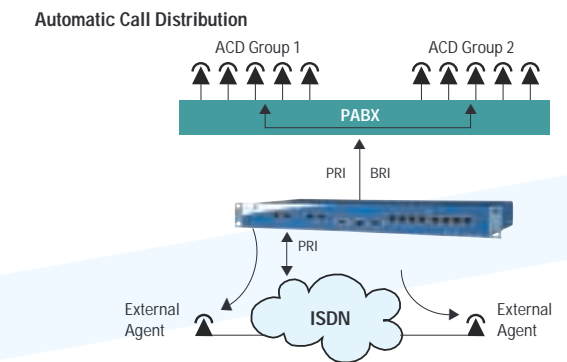 Automatic Call Distribution
ACD Group 1
ACD Group 2
PABX
PRI
BRI
PRI
External
Agent
ISDN
External
Agent